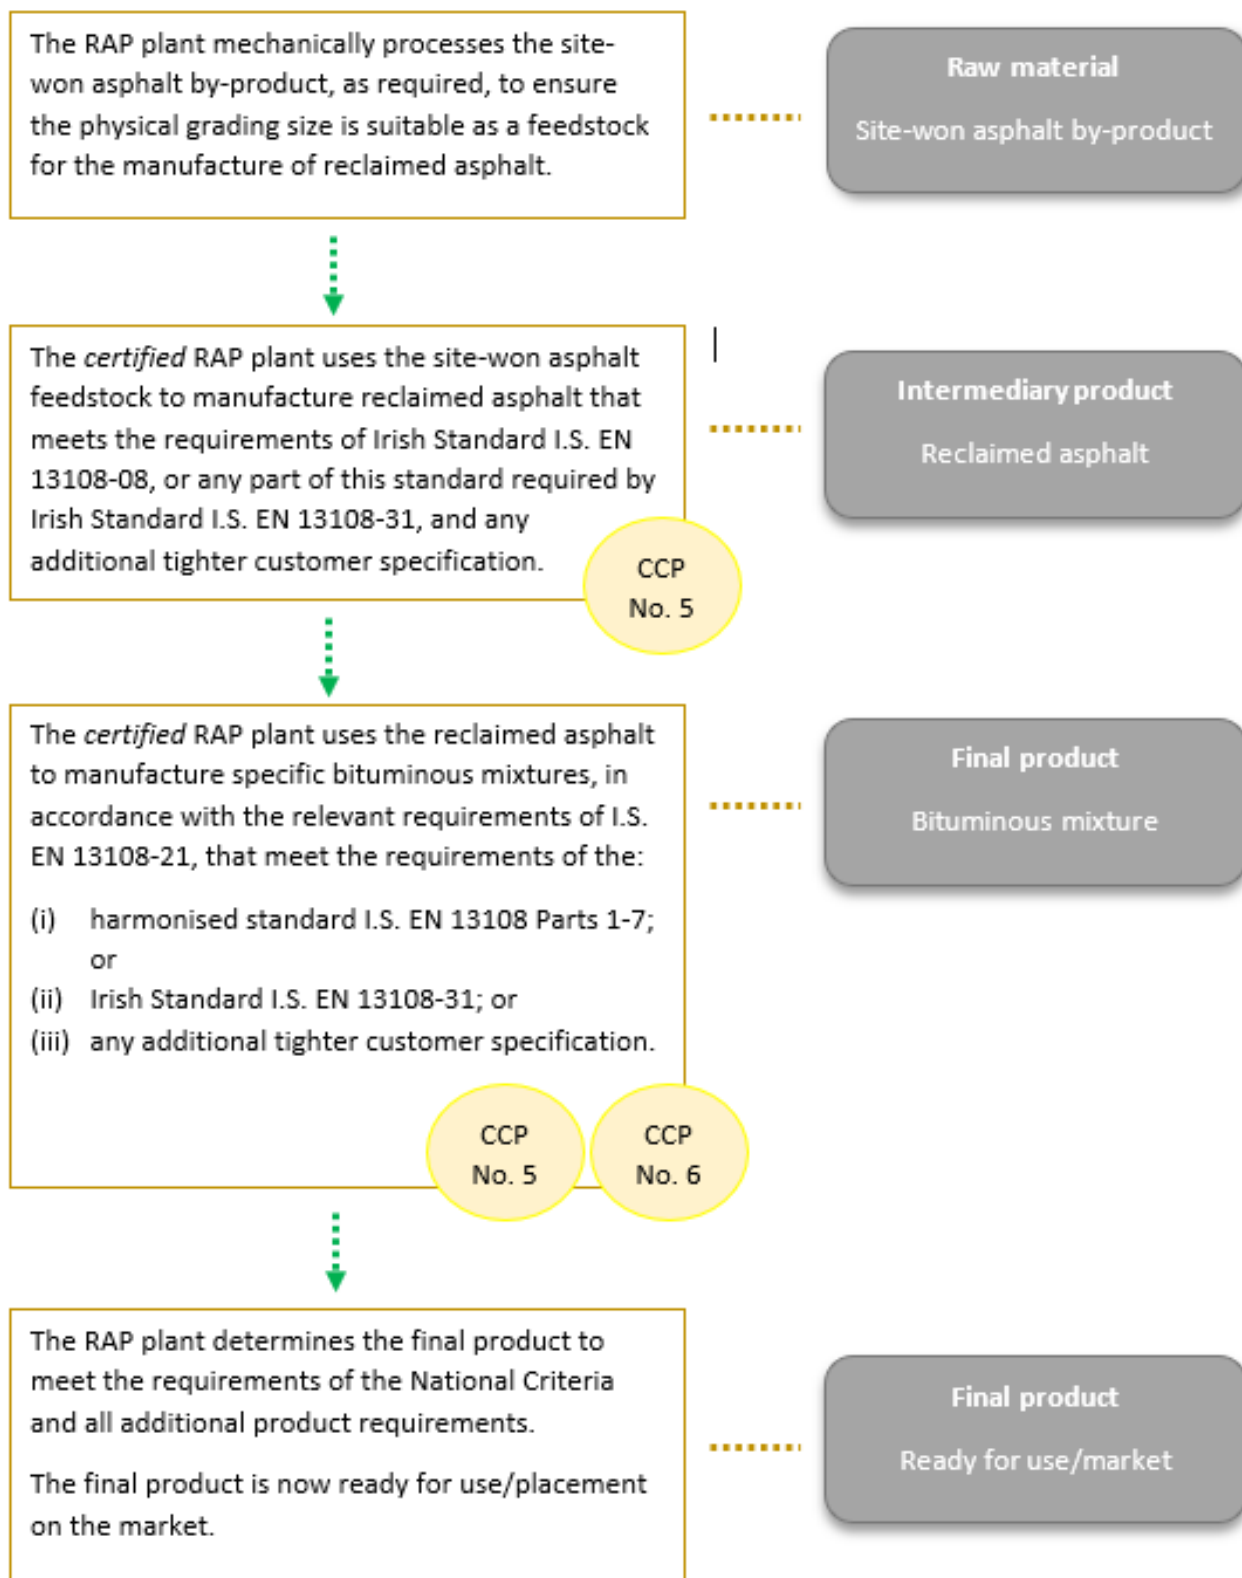 The RAP plant mechanically processes the site-
won asphalt by-product, as required, to ensure
the physical grading size is suitable as a feedstock
for the manufacture of reclaimed asphalt.
Raw material
Site-won asphalt by-product
The certified RAP plant uses the site-won asphalt
feedstock to manufacture reclaimed asphalt that
meets the requirements of Irish Standard I.S. EN
13108-08, or any part of this standard required by
Irish Standard I.S. EN 13108-31, and any
additional tighter customer specification.
CCP
No. 5
Intermediary product
Reclaimed asphalt
The certified RAP plant uses the reclaimed asphalt
to manufacture specific bituminous mixtures, in
accordance with the relevant requirements of I.S.
EN 13108-21, that meet the requirements of the:
(i) harmonised standard I.S. EN 13108 Parts 1-7;
or
(ii) Irish Standard I.S. EN 13108-31; or
(iii) any additional tighter customer specification.
CCP
No. 5
CCP
No. 6
Final product
Bituminous mixture
The RAP plant determines the final product to
meet the requirements of the National Criteria
and all additional product requirements.
The final product is now ready for use/placement
on the market.
Final product
Ready for use/market